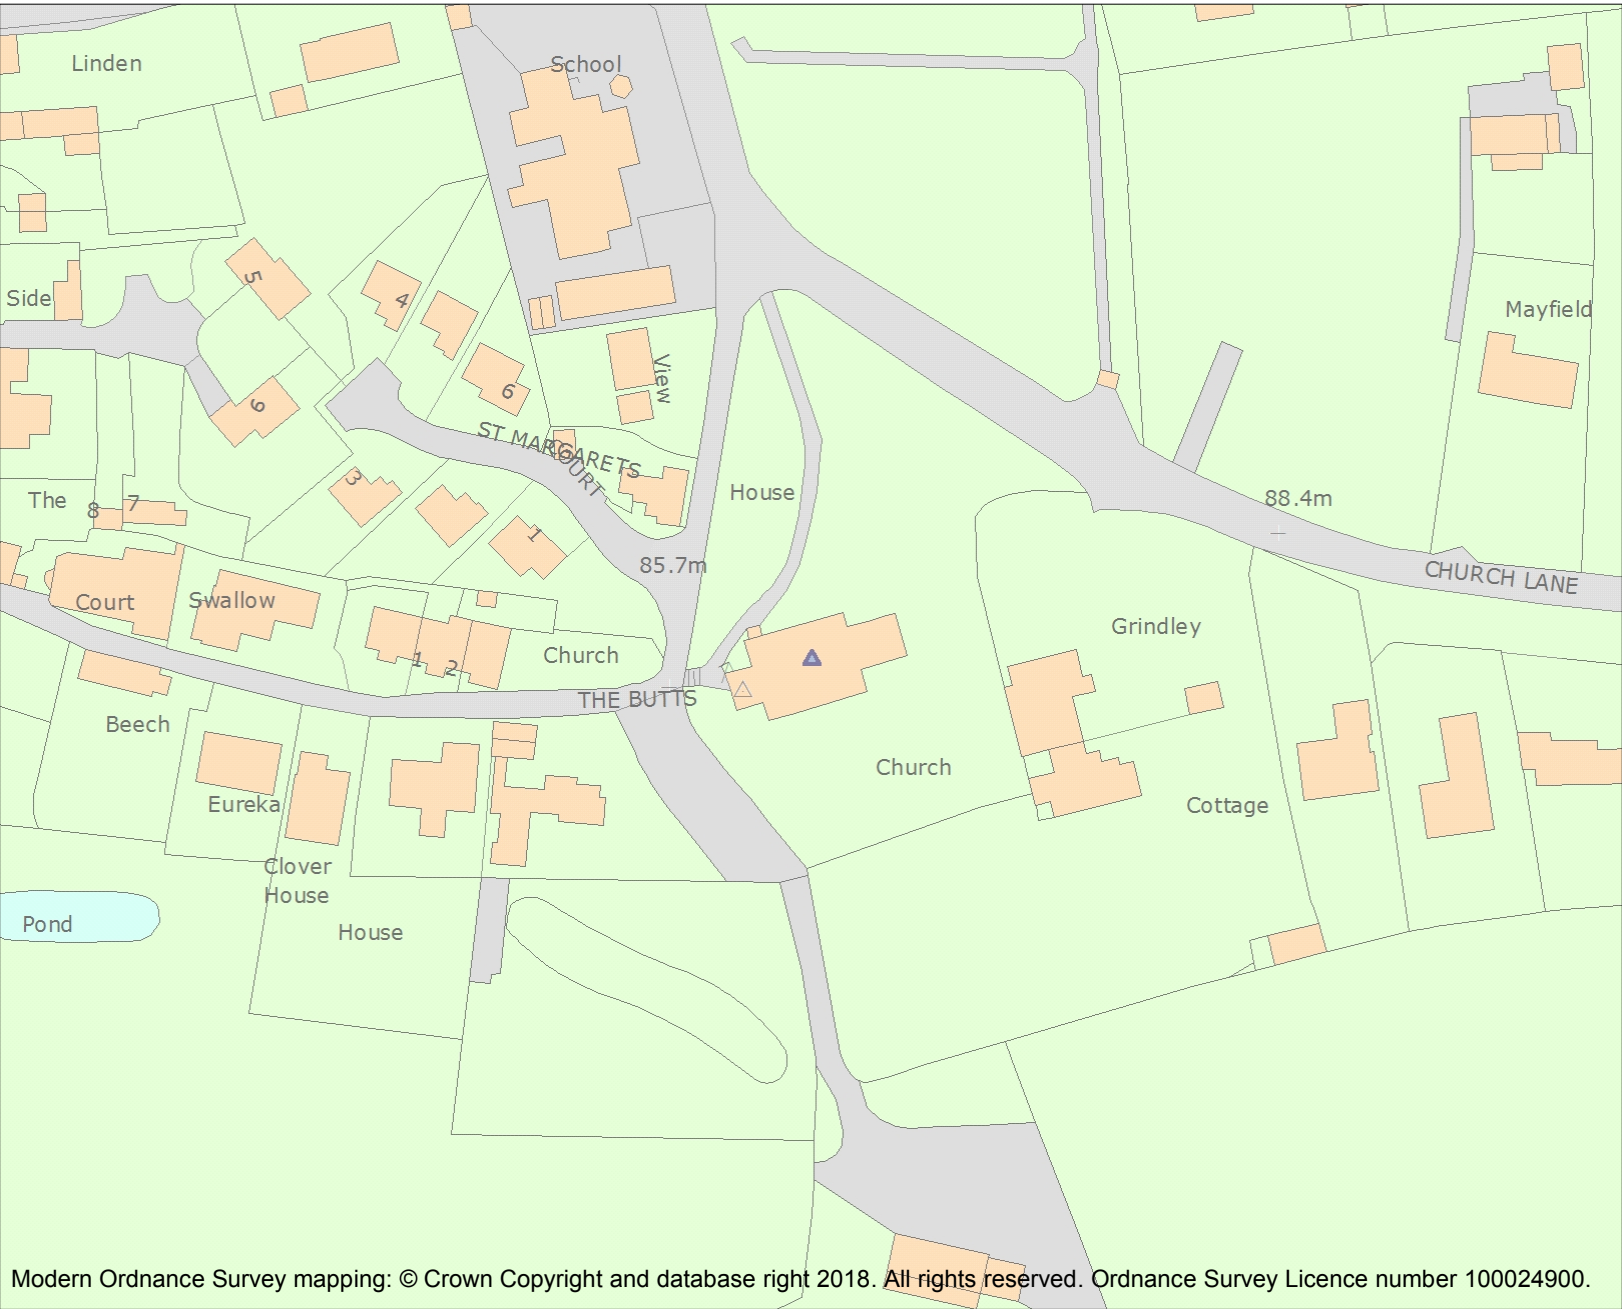 Linden
School
5
Side
4
Mayfield
View
6
9
ST MARGARETS
COURT
3
The
8
7
House
88.4m
1
85.7m
CHURCH LANE
Court
Swallow
Grindley
1
2
Church
THE BUTTS
Beech
Church
Eureka
Cottage
Clover
House
Pond
House
Modern Ordnance Survey mapping: © Crown Copyright and database right 2018. All rights reserved. Ordnance Survey Licence number 100024900.